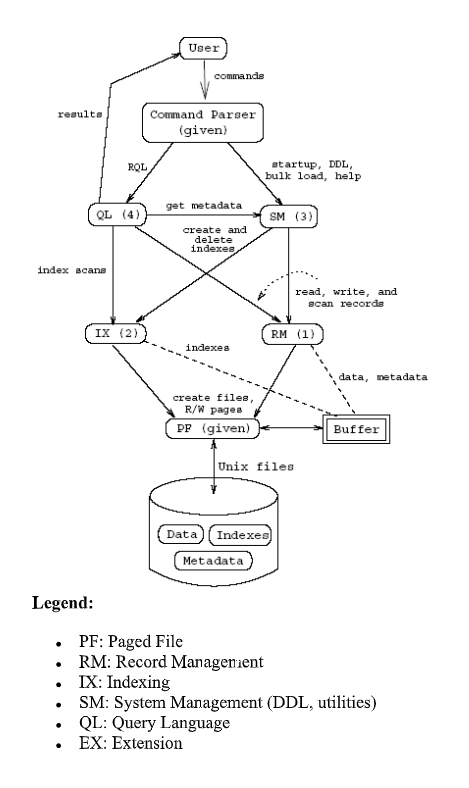 User
commands
results
Command Parser
(given)
RQL
startup, DDL,
bulk load, help
QL (4)
get metadata
SM (3)
create and
delete
indexes
index scans
read, write, and
scan records
IX (2)
RM (1)
indexes
data, metadata
create files,
R/W pages
PF (given)
Buffer
Unix files
Data
Indexes
Metadata
Legend:
• PF: Paged File
• RM: Record Management
• IX: Indexing
• SM: System Management (DDL, utilities)
• QL: Query Language
• EX: Extension